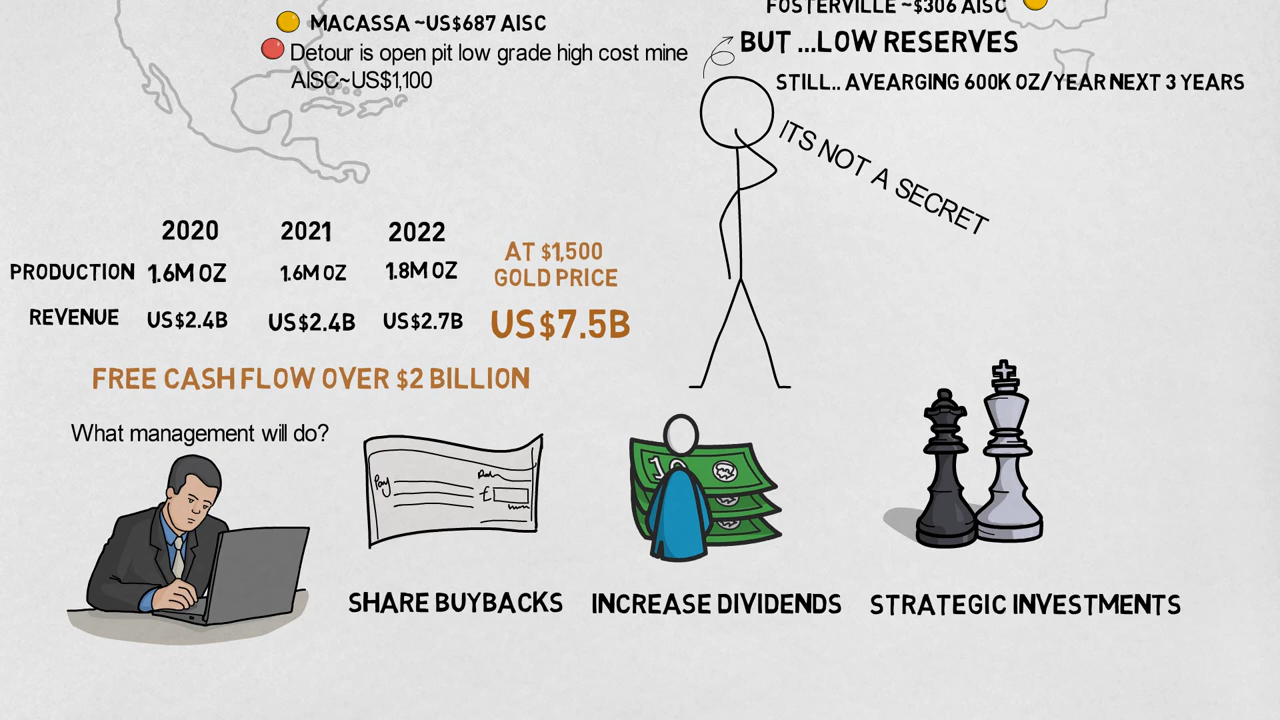 FOSTERVILLE ~$306 AISC
MACASSA ~US$687 AISC
BUT ...LOW RESERVES
Detour is open pit low grade high cost mine
AISC~US$1,100
STILL.. AVEARGING 600K OZ/YEAR NEXT 3 YEARS
ITS NOT A SECRET
2020 2021 2022
AT $1,500
GOLD PRICE
PRODUCTION 1.6M OZ 1.6M OZ 1.8M OZ
REVENUE US$2.4B US$2.4B US$2.7B US$7.5B
FREE CASH FLOW OVER $2 BILLION
What management will do?
Pay
£
SHARE BUYBACKS INCREASE DIVIDENDS STRATEGIC INVESTMENTS